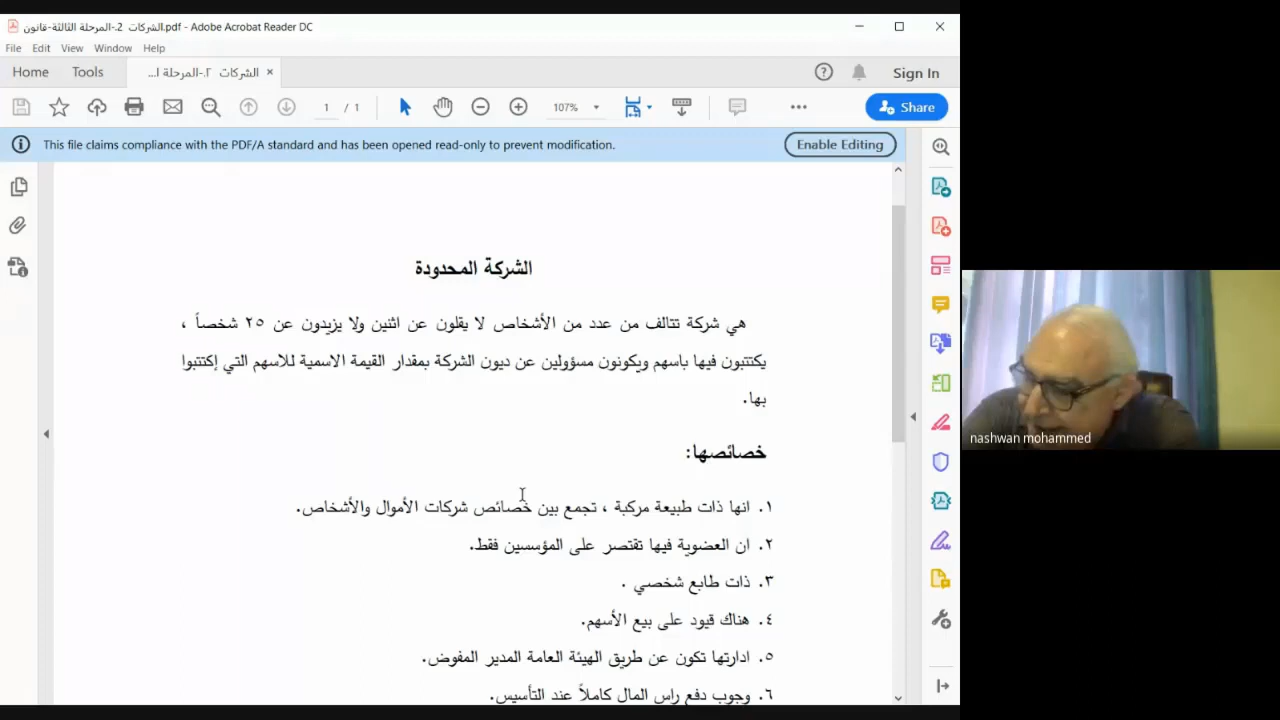 الشركات ٢.-المرحلة الثالثة-قانون.pdf - Adobe Acrobat Reader DC
File Edit View Window Help
Home Tools الشركات ٢.-المرحلة ا... × Sign In
1 / 1 107% Share
This file claims compliance with the PDF/A standard and has been opened read-only to prevent modification. Enable Editing
الشركة المحدودة
هي شركة تتالف من عدد من الأشخاص لا يقلون عن اثنين ولا يزيدون عن ٢٥ شخصاً ،
يكتتبون فيها باسهم ويكونون مسؤولين عن ديون الشركة بمقدار القيمة الاسمية للاسهم التي إكتتبوا
بها.
خصائصها:
١. انها ذات طبيعة مركبة ، تجمع بين خصائص شركات الأموال والأشخاص.
٢. ان العضوية فيها تقتصر على المؤسسين فقط.
٣. ذات طابع شخصي .
٤. هناك قيود على بيع الأسهم.
٥. ادارتها تكون عن طريق الهيئة العامة المدير المفوض.
٦. وجوب دفع راس المال كاملاً عند التأسيس.
nashwan mohammed